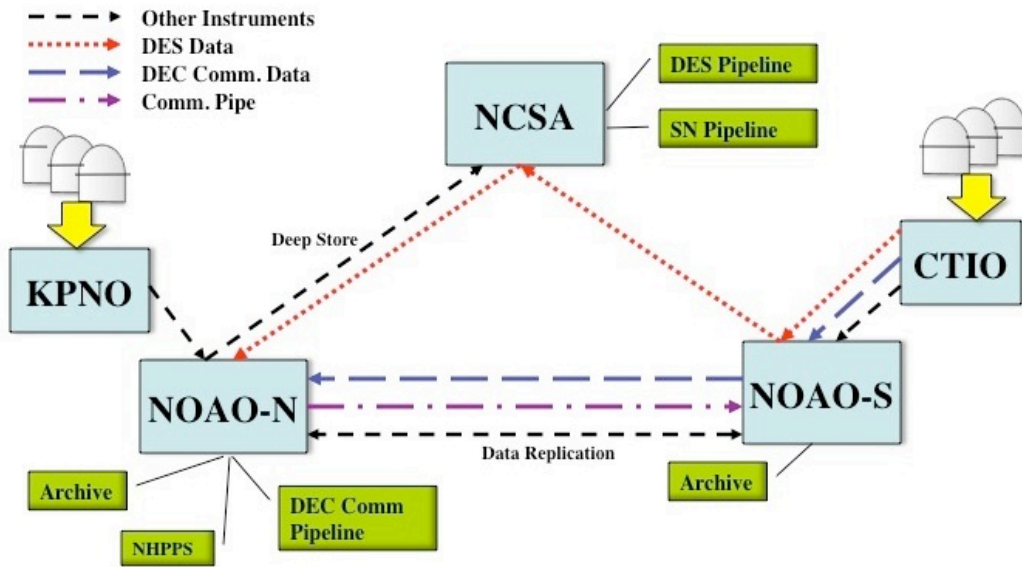 Other Instruments
DES Data
DEC Comm. Data
Comm. Pipe
DES Pipeline
NCSA
SN Pipeline
Deep Store
KPNO
CTIO
NOAO-N
NOAO-S
Data Replication
Archive
DEC Comm
Pipeline
NHPPS
Archive